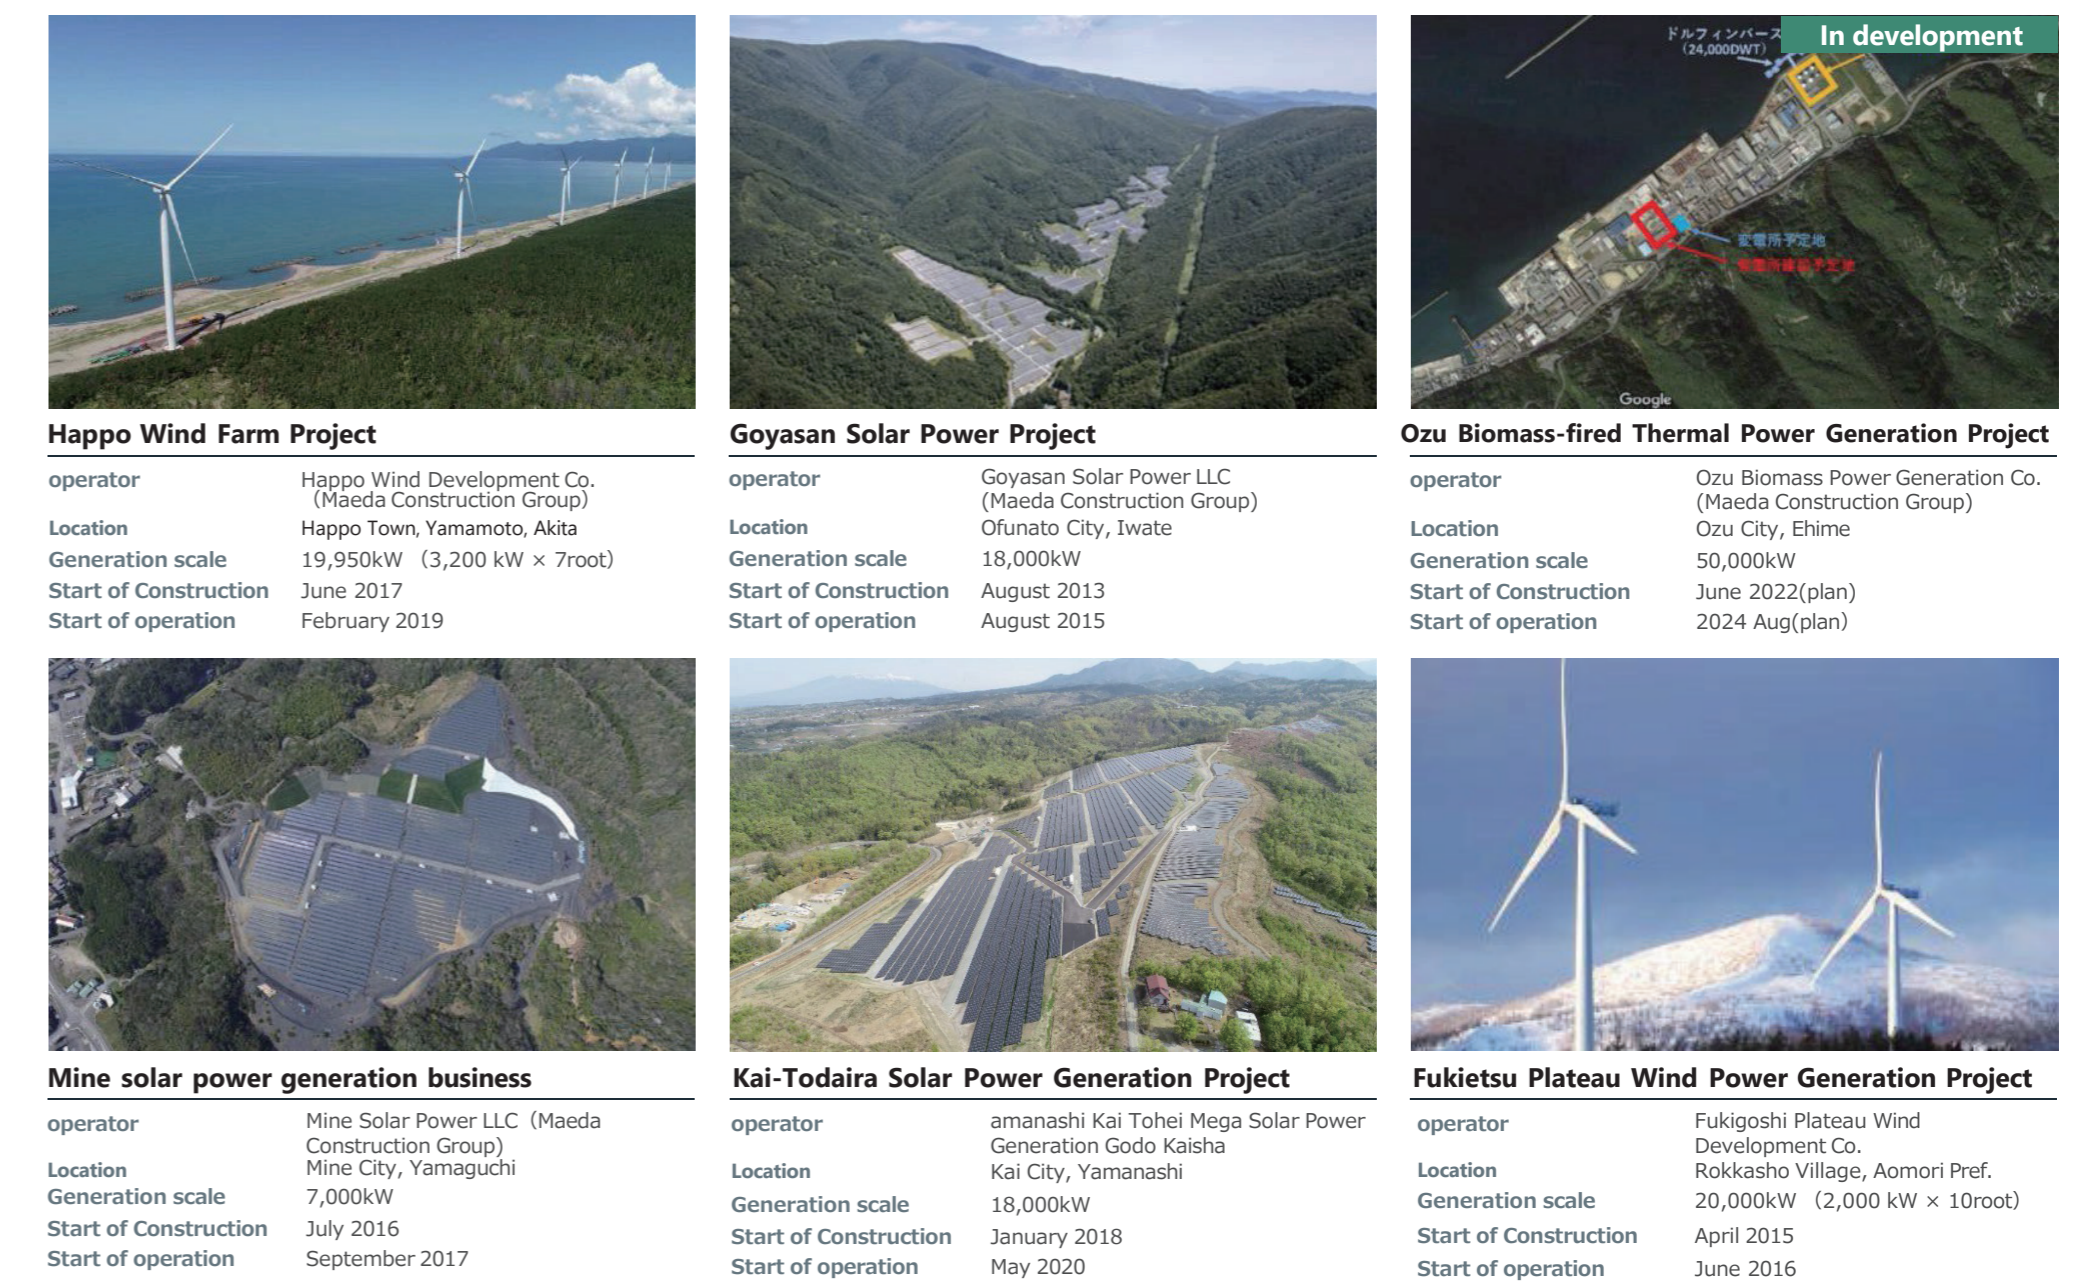 ドルフィンバース
（24,000DWT）
In development
変電所予定地
Google
Happo Wind Farm Project
operator
Happo Wind Development Co.
（Maeda Construction Group）
Location
Happo Town, Yamamoto, Akita
Generation scale
19,950kW （3,200 kW × 7root）
Start of Construction
June 2017
Start of operation
February 2019
Goyasan Solar Power Project
operator
Goyasan Solar Power LLC
(Maeda Construction Group)
Location
Ofunato City, Iwate
Generation scale
18,000kW
Start of Construction
August 2013
Start of operation
August 2015
Ozu Biomass-fired Thermal Power Generation Project
operator
Ozu Biomass Power Generation Co.
(Maeda Construction Group)
Location
Ozu City, Ehime
Generation scale
50,000kW
Start of Construction
June 2022(plan)
Start of operation
2024 Aug(plan）
Mine solar power generation business
operator
Mine Solar Power LLC（Maeda
Construction Group)
Location
Mine City, Yamaguchi
Generation scale
7,000kW
Start of Construction
July 2016
Start of operation
September 2017
Kai-Todaira Solar Power Generation Project
operator
amanashi Kai Tohei Mega Solar Power
Generation Godo Kaisha
Location
Kai City, Yamanashi
Generation scale
18,000kW
Start of Construction
January 2018
Start of operation
May 2020
Fukietsu Plateau Wind Power Generation Project
operator
Fukigoshi Plateau Wind
Development Co.
Location
Rokkasho Village, Aomori Pref.
Generation scale
20,000kW （2,000 kW × 10root）
Start of Construction
April 2015
Start of operation
June 2016